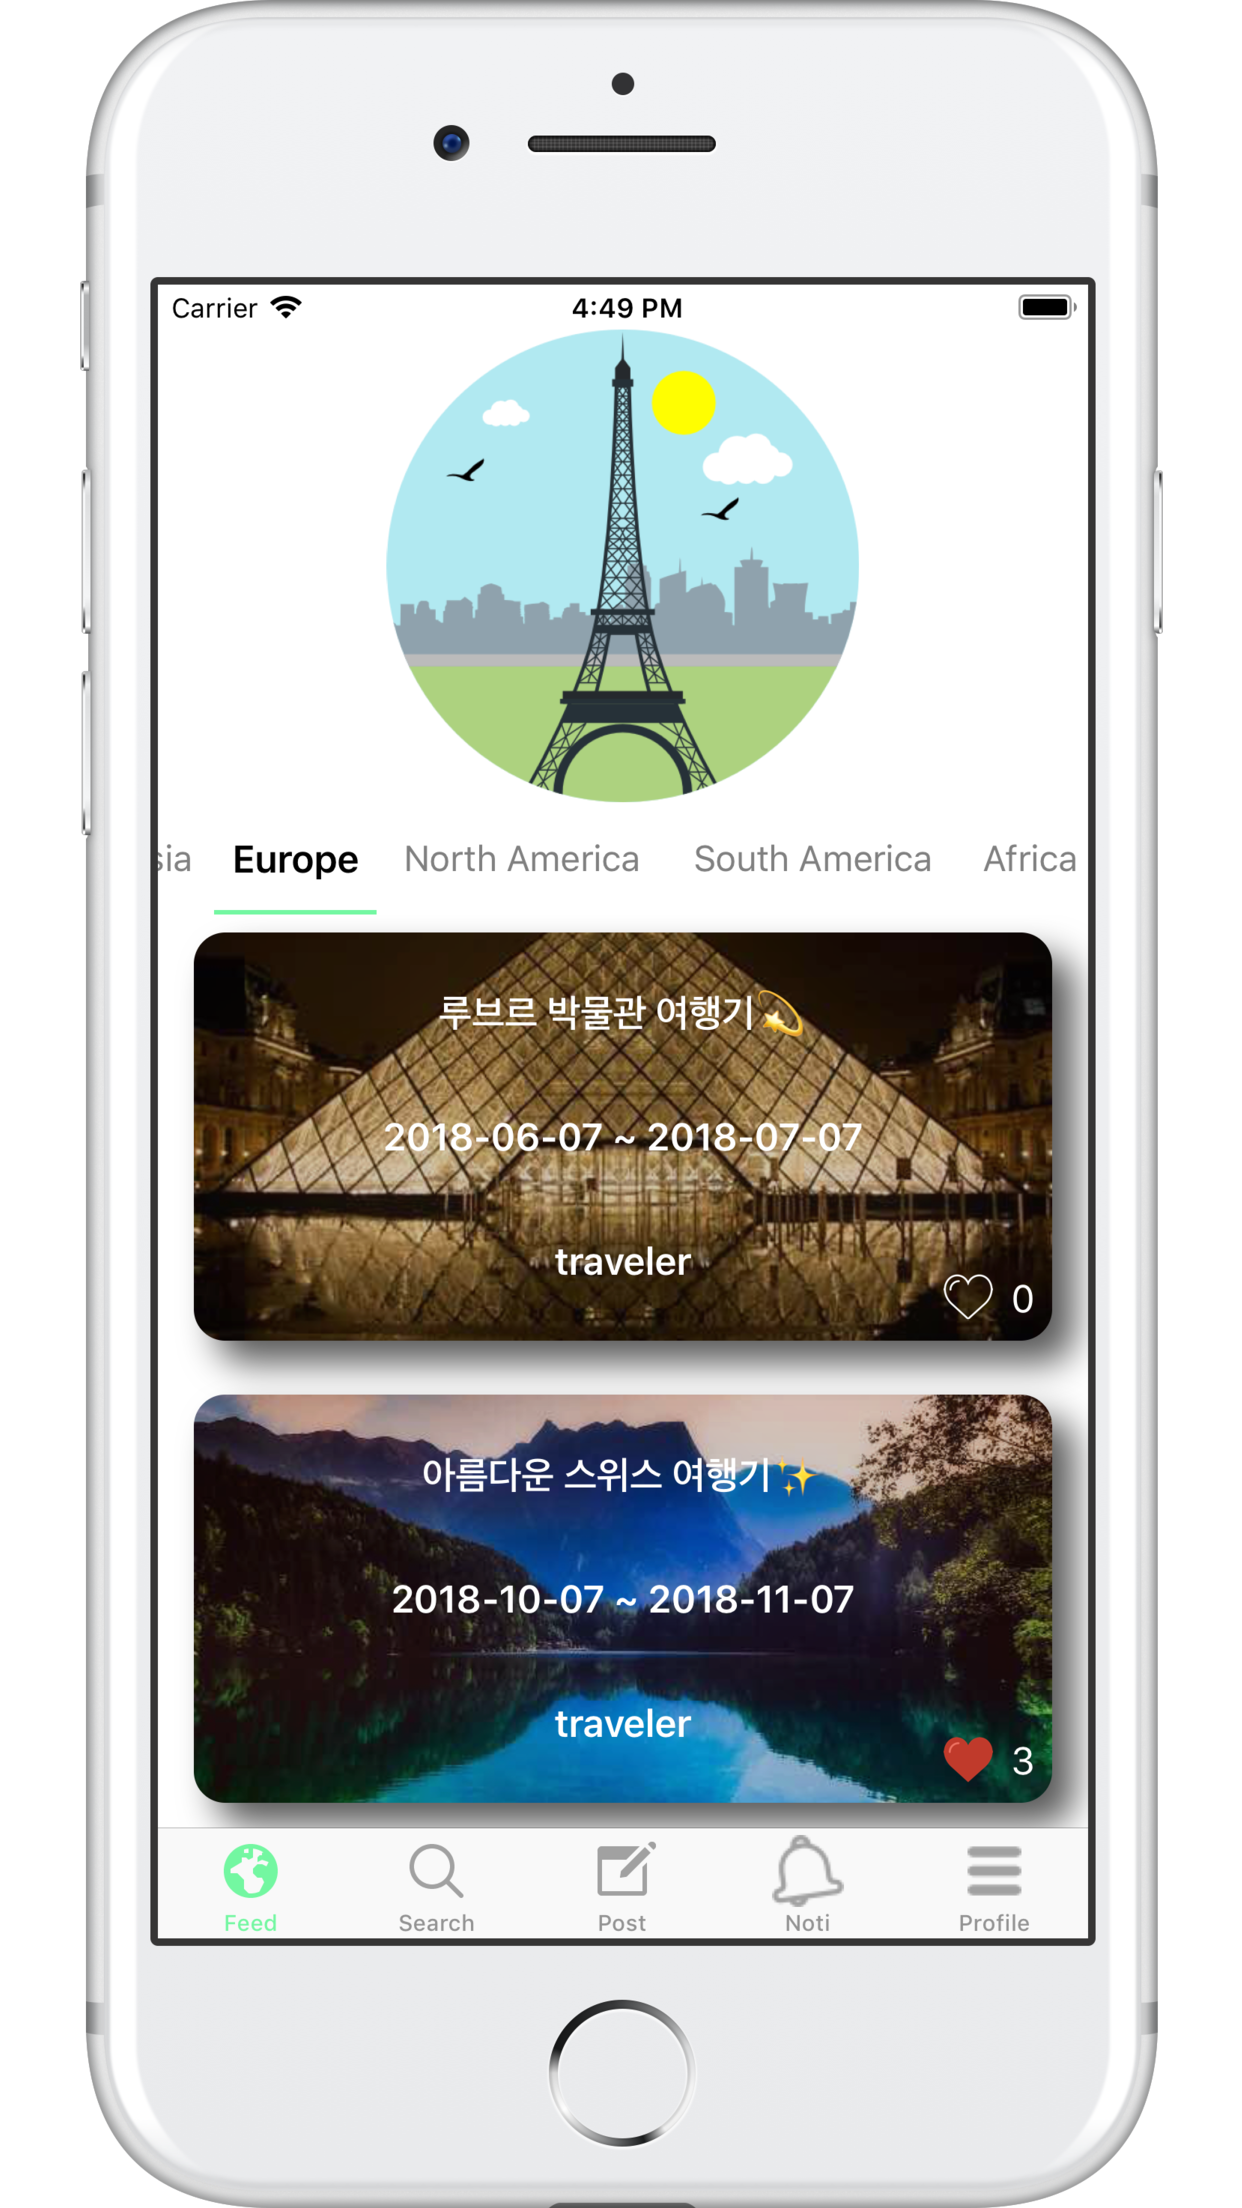 Carrier 4:49 PM
sia Europe North America South America Africa
루브르 박물관 여행기💫
2018-06-07 ~ 2018-07-07
traveler
0
아름다운 스위스 여행기✨
2018-10-07 ~ 2018-11-07
traveler
3
Feed Search Post Noti Profile